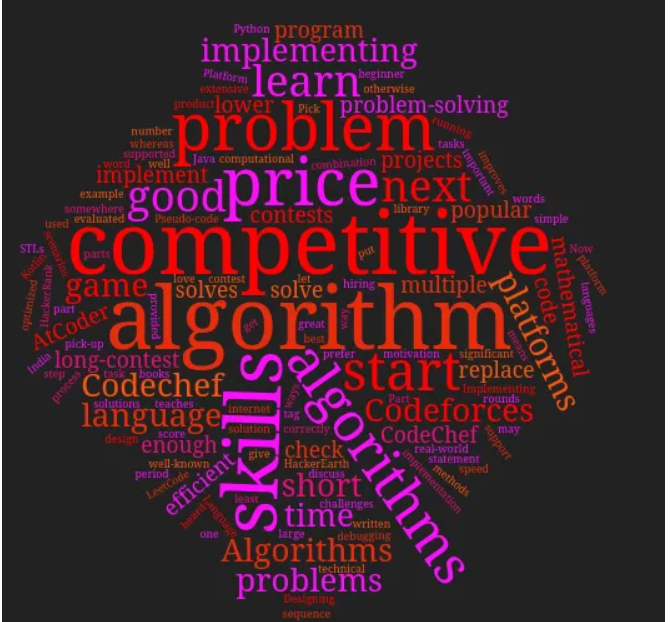 Python
program
implementing
Platform
learn
beginner
extensive
otherwise
product
lower
Pick
problem-solving
number
problem
running
whereas
tasks
supported
Java
computational
combination
projects
important
improves
word
well
implement
good
price
next
example
words
somewhere
evaluated
Pseudo-code
contests
library
popular
simple
used
competitive
STLs
Kotlin
scenarios
parts
put
Now
platform
mathematical
code
languages
HackerRank
optimized
game
love
contest
let
solves
solve
hiring
multiple
platforms
part
provided
algorithm
AtCoder
get
great
way
India
pick-up
best
prefer
motivation
significant
means
long-contest
step
process
task
books
Codechef
skills
algorithms
start
replace
ways
tag
Implementing
solutions
teaches
internet
Part
rounds
language
Codeforces
may
score
design
solution
correctly
CodeChef
support
enough
give
check
real-world
statement
well-known
HackerEarth
implementation
methods
speed
period
LeetCode
efficient
discuss
short
heard
language
least
challenges
one
large
time
written
debugging
Algorithms
technical
problems
Designing
sequence